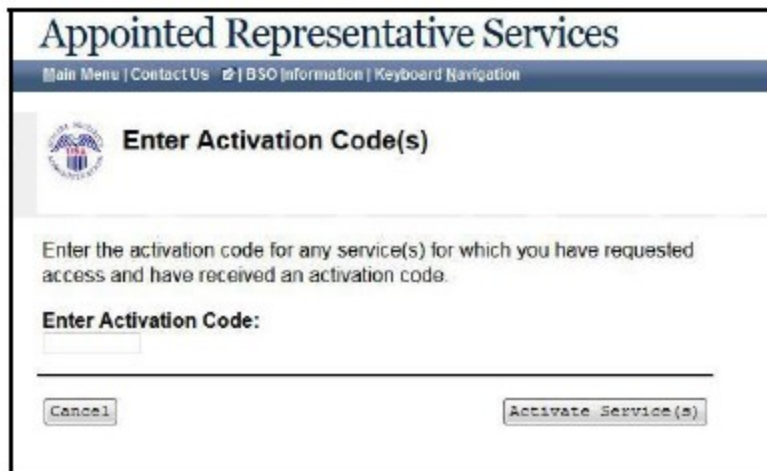 Appointed Representative Services
Main Menu | Contact Us | BSO Information | Keyboard Navigation
USA
Enter Activation Code(s)
Enter the activation code for any service(s) for which you have requested
access and have received an activation code.
Enter Activation Code:
Cancel
Activate Service(s)